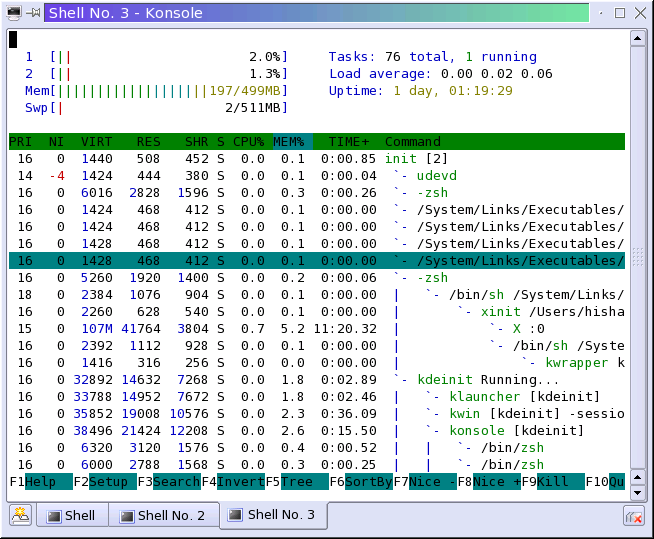 Shell No. 3 - Konsole
1 [|| 2.0%] Tasks: 76 total, 1 running
2 [|| 1.3%] Load average: 0.00 0.02 0.06
Mem[||||||||||||||||||||197/499MB] Uptime: 1 day, 01:19:29
Swp[| 2/511MB]
PRI NI VIRT RES SHR S CPU% MEM% TIME+ Command
16 0 1440 508 452 S 0.0 0.1 0:00.85 init [2]
14 -4 1424 444 380 S 0.0 0.1 0:00.04 `- udevd
16 0 6016 2828 1596 S 0.0 0.3 0:00.26 `- -zsh
16 0 1424 468 412 S 0.0 0.1 0:00.00 `- /System/Links/Executables/
16 0 1424 468 412 S 0.0 0.1 0:00.00 `- /System/Links/Executables/
16 0 1428 468 412 S 0.0 0.1 0:00.00 `- /System/Links/Executables/
16 0 1428 468 412 S 0.0 0.1 0:00.00 `- /System/Links/Executables/
16 0 5260 1920 1400 S 0.0 0.2 0:00.06 `- -zsh
18 0 2384 1076 904 S 0.0 0.1 0:00.00 | `- /bin/sh /System/Links/
16 0 2260 628 540 S 0.0 0.1 0:00.00 | `- xinit /Users/hisha
15 0 107M 41764 3804 S 0.7 5.2 11:20.32 | `- X :0
16 0 2392 1112 928 S 0.0 0.1 0:00.00 | `- /bin/sh /Syste
16 0 1416 316 256 S 0.0 0.0 0:00.00 | `- kwrapper k
16 0 32892 14632 7268 S 0.0 1.8 0:02.89 `- kdeinit Running...
16 0 33788 14952 7672 S 0.0 1.8 0:02.46 | `- klauncher [kdeinit]
16 0 35852 19008 10576 S 0.0 2.3 0:36.09 | `- kwin [kdeinit] -sessio
16 0 38496 21424 12208 S 0.0 2.6 0:15.50 | `- konsole [kdeinit]
16 0 6320 3120 1576 S 0.0 0.4 0:00.52 | | `- /bin/zsh
16 0 6000 2788 1568 S 0.0 0.3 0:00.25 | | `- /bin/zsh
F1Help F2Setup F3SearchF4InvertF5Tree F6SortByF7Nice -F8Nice +F9Kill F10Qu
Shell Shell No. 2 Shell No. 3